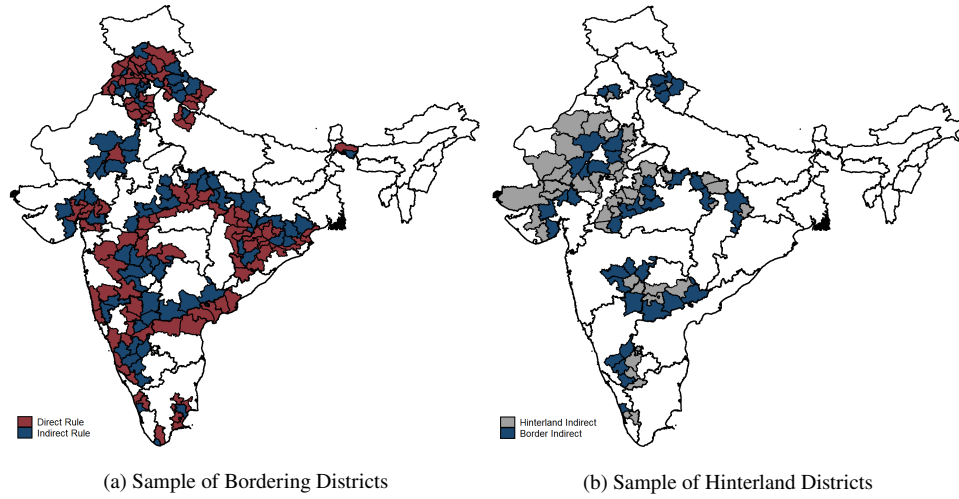 Direct Rule
Indirect Rule
Hinterland Indirect
Border Indirect
(a) Sample of Bordering Districts
(b) Sample of Hinterland Districts